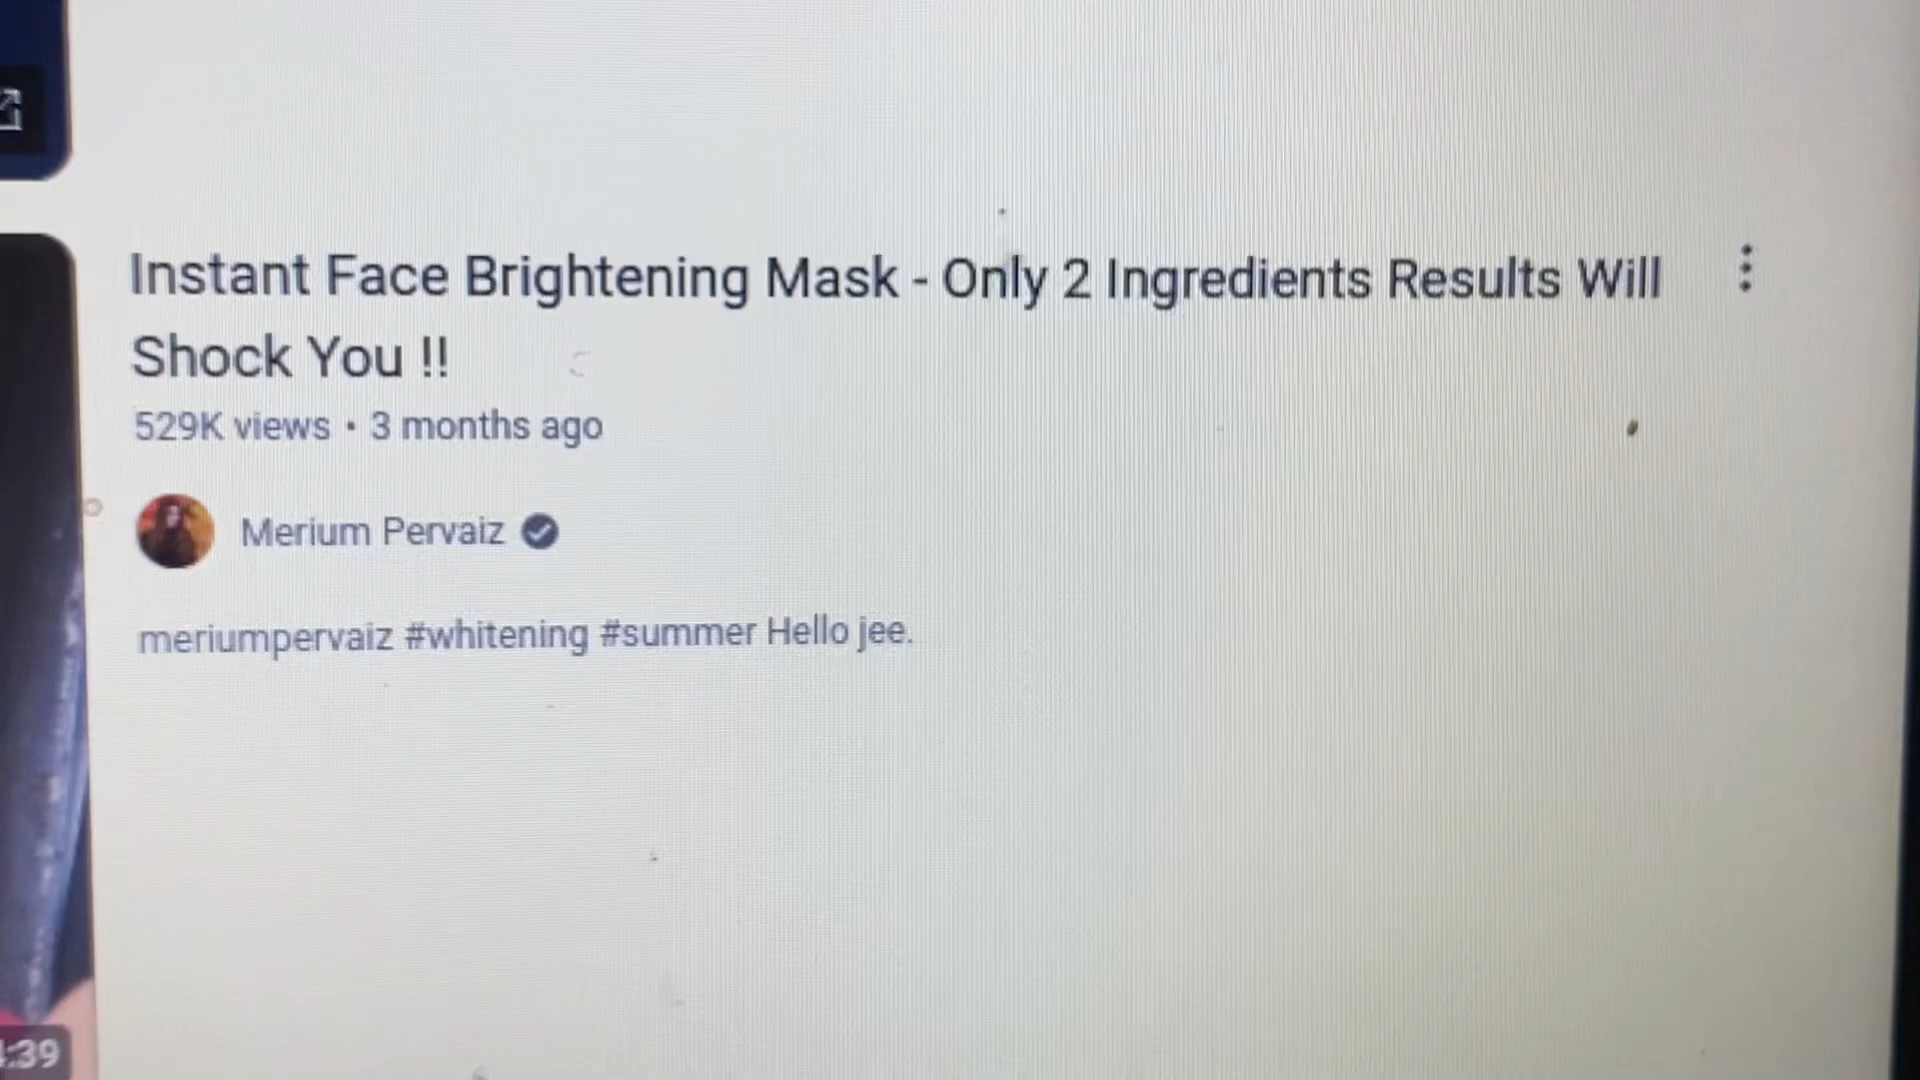 Instant Face Brightening Mask - Only 2 Ingredients Results Will
Shock You !!
529K views • 3 months ago
Merium Pervaiz
meriumpervaiz #whitening #summer Hello jee.
:39